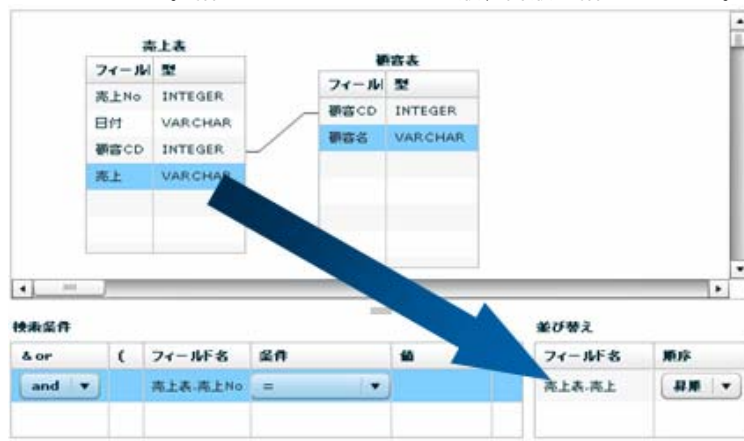 売上表
フィール 型
売上No INTEGER
日付 VARCHAR
顧客CD INTEGER
売上 VARCHAR
顧客表
フィール 型
顧客CD INTEGER
顧客名 VARCHAR
検索条件
& or ( フィールド名 条件 値
and 売上表.売上No =
並び替え
フィールド名 順序
売上表.売上 昇順